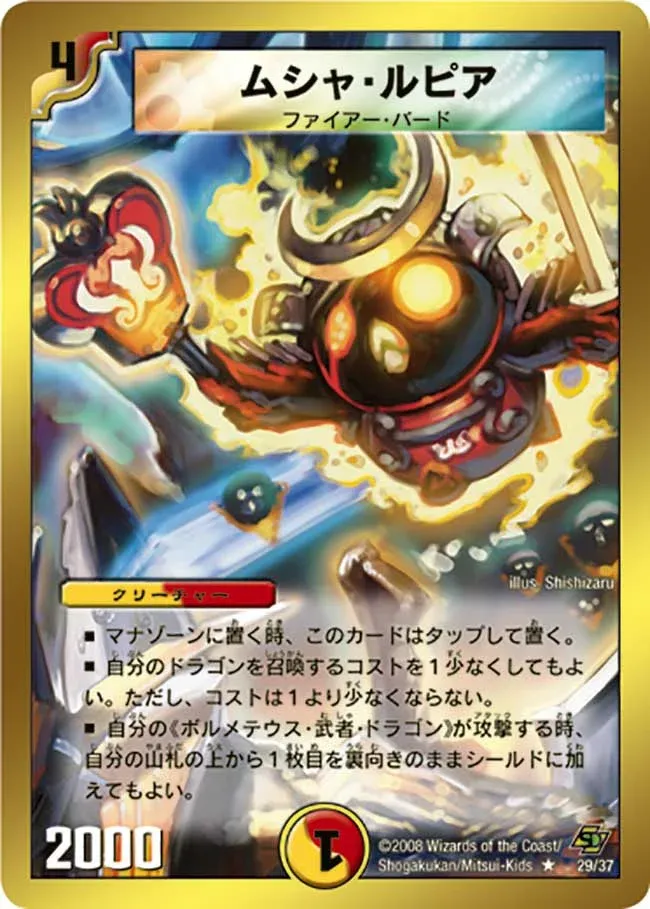 4
ムシャ・ルピア
ファイアー・バード
illus. Shishizaru
クリーチャー
■ マナゾーンに置く時、このカードはタップして置く。
■ 自分のドラゴンを召喚するコストを1少なくしてもよ
い。ただし、コストは1より少なくならない。
■ 自分の《ボルメテウス・武者・ドラゴン》が攻撃する時、
自分の山札の上から1枚目を裏向きのままシールドに加
えてもよい。
2000
1
©2008 Wizards of the Coast/
Shogakukan/Mitsui-Kids ★ 29/37